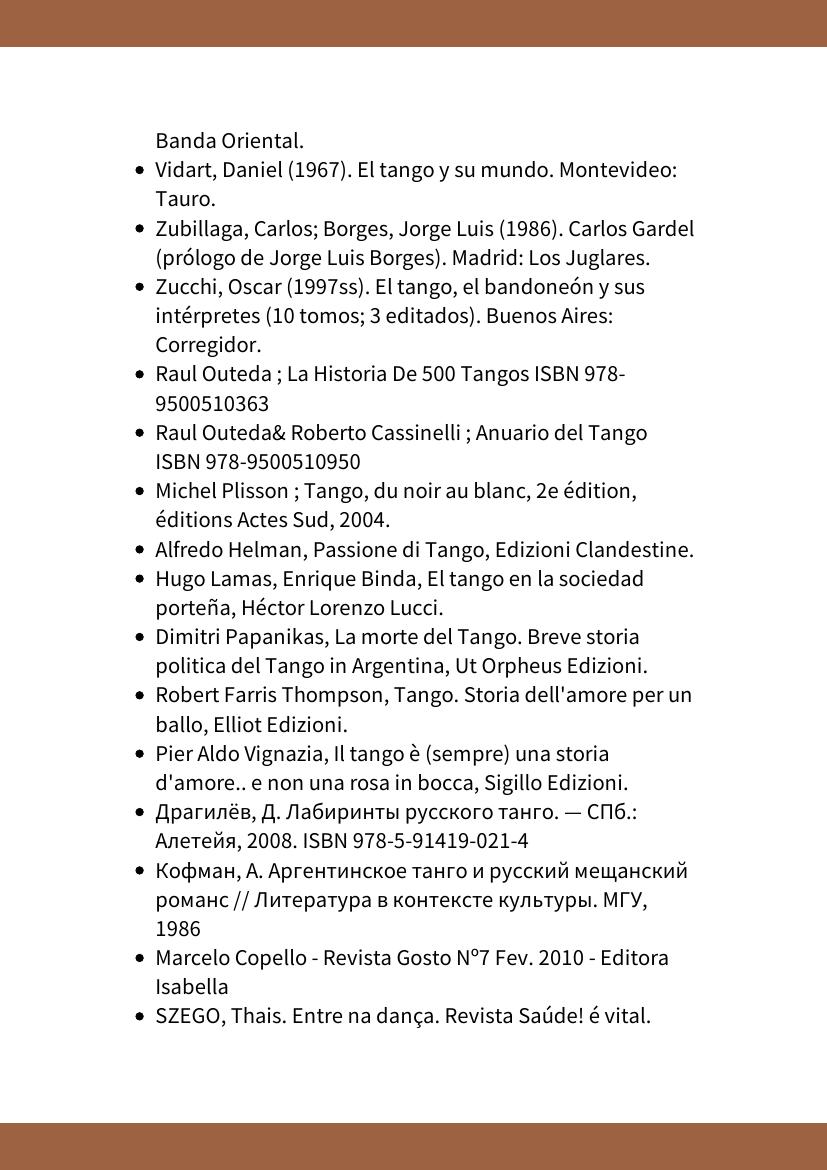 Banda Oriental.
• Vidart, Daniel (1967). El tango y su mundo. Montevideo:
Tauro.
• Zubillaga, Carlos; Borges, Jorge Luis (1986). Carlos Gardel
(prólogo de Jorge Luis Borges). Madrid: Los Juglares.
• Zucchi, Oscar (1997ss). El tango, el bandoneón y sus
intérpretes (10 tomos; 3 editados). Buenos Aires:
Corregidor.
• Raul Outeda ; La Historia De 500 Tangos ISBN 978-
9500510363
• Raul Outeda& Roberto Cassinelli ; Anuario del Tango
ISBN 978-9500510950
• Michel Plisson ; Tango, du noir au blanc, 2e édition,
éditions Actes Sud, 2004.
• Alfredo Helman, Passione di Tango, Edizioni Clandestine.
• Hugo Lamas, Enrique Binda, El tango en la sociedad
porteña, Héctor Lorenzo Lucci.
• Dimitri Papanikas, La morte del Tango. Breve storia
politica del Tango in Argentina, Ut Orpheus Edizioni.
• Robert Farris Thompson, Tango. Storia dell'amore per un
ballo, Elliot Edizioni.
• Pier Aldo Vignazia, Il tango è (sempre) una storia
d'amore.. e non una rosa in bocca, Sigillo Edizioni.
• Драгилёв, Д. Лабиринты русского танго. — СПб.:
Алетейя, 2008. ISBN 978-5-91419-021-4
• Кофман, А. Аргентинское танго и русский мещанский
романс // Литература в контексте культуры. МГУ,
1986
• Marcelo Copello - Revista Gosto Nº7 Fev. 2010 - Editora
Isabella
• SZEGO, Thais. Entre na dança. Revista Saúde! é vital.